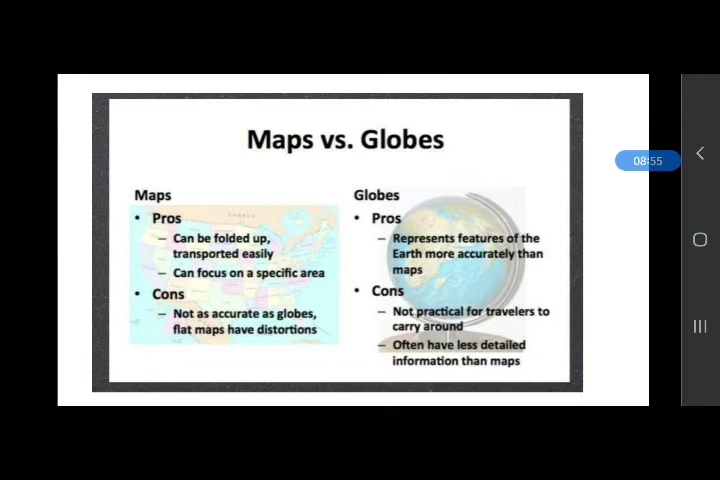 Maps vs. Globes
Maps
• Pros
– Can be folded up,
transported easily
– Can focus on a specific area
• Cons
– Not as accurate as globes,
flat maps have distortions
Globes
• Pros
– Represents features of the
Earth more accurately than
maps
• Cons
– Not practical for travelers to
carry around
– Often have less detailed
information than maps
08:55